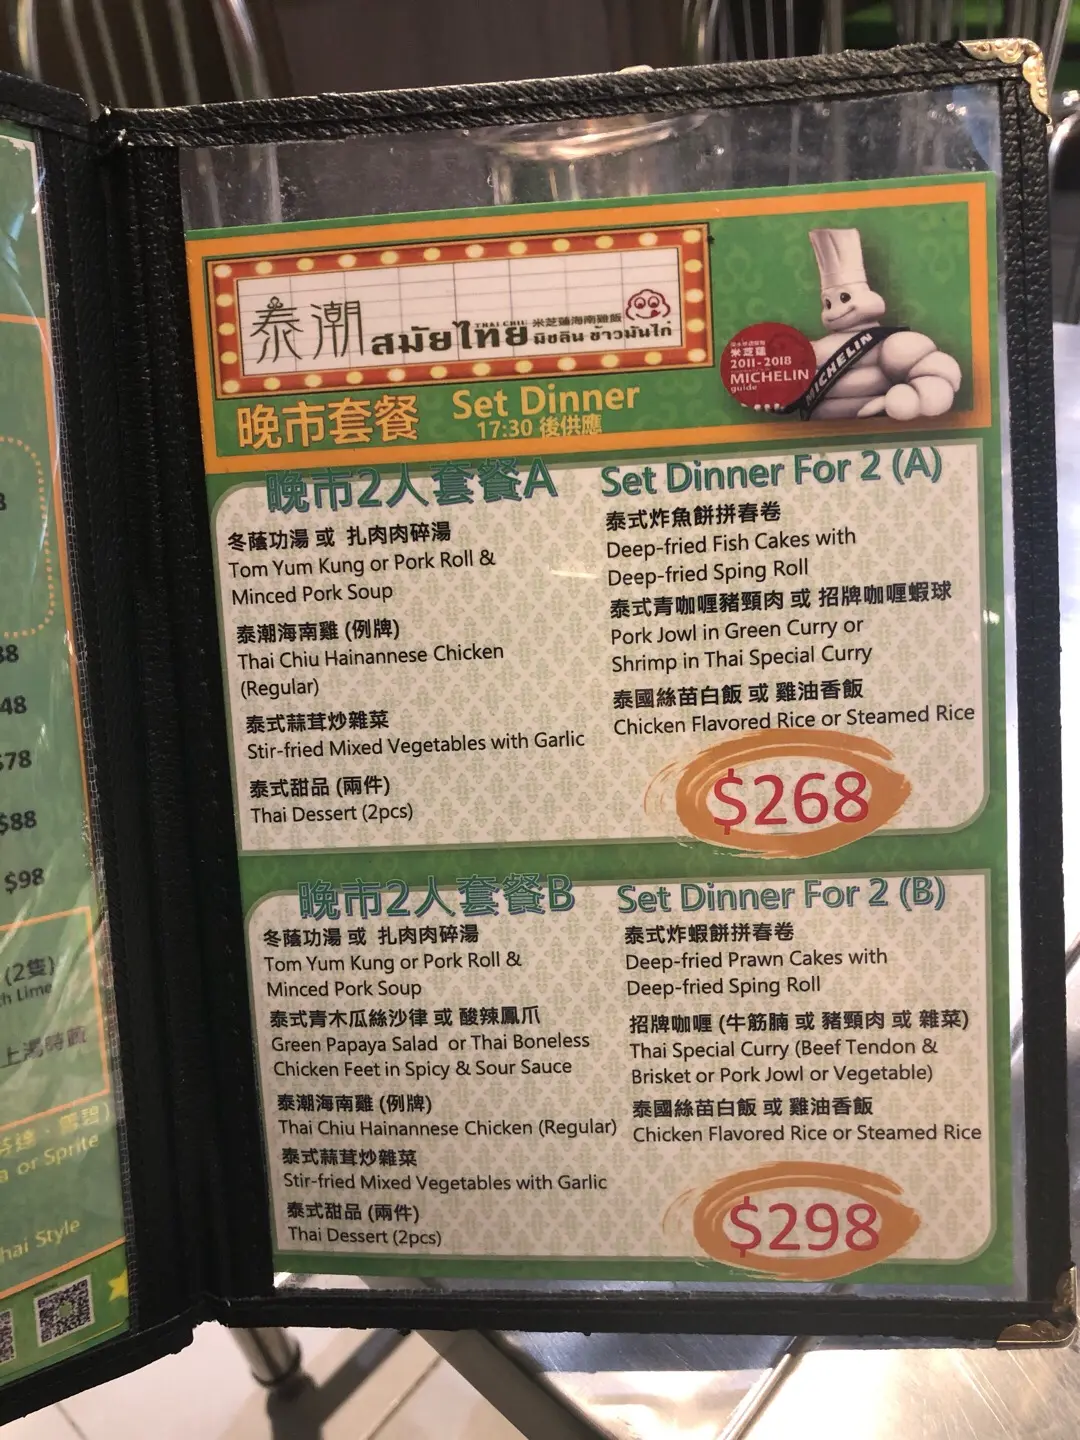 泰潮
สมัยไทย
THAI CHIU
米芝蓮海南雞飯
มิชลิน ข้าวมันไก่
米芝蓮
2011-2018
MICHELIN
guide
MICHELIN
晚市套餐
Set Dinner
17:30 後供應
晚市2人套餐A
Set Dinner For 2 (A)
冬蔭功湯 或 扎肉肉碎湯
Tom Yum Kung or Pork Roll &
Minced Pork Soup
泰潮海南雞 (例牌)
Thai Chiu Hainannese Chicken
(Regular)
泰式蒜茸炒雜菜
Stir-fried Mixed Vegetables with Garlic
泰式甜品 (兩件)
Thai Dessert (2pcs)
泰式炸魚餅拼春卷
Deep-fried Fish Cakes with
Deep-fried Sping Roll
泰式青咖喱豬頸肉 或 招牌咖喱蝦球
Pork Jowl in Green Curry or
Shrimp in Thai Special Curry
泰國絲苗白飯 或 雞油香飯
Chicken Flavored Rice or Steamed Rice
$268
晚市2人套餐B
Set Dinner For 2 (B)
冬蔭功湯 或 扎肉肉碎湯
Tom Yum Kung or Pork Roll &
Minced Pork Soup
泰式青木瓜絲沙律 或 酸辣鳳爪
Green Papaya Salad or Thai Boneless
Chicken Feet in Spicy & Sour Sauce
泰潮海南雞 (例牌)
Thai Chiu Hainannese Chicken (Regular)
泰式蒜茸炒雜菜
Stir-fried Mixed Vegetables with Garlic
泰式甜品 (兩件)
Thai Dessert (2pcs)
泰式炸蝦餅拼春卷
Deep-fried Prawn Cakes with
Deep-fried Sping Roll
招牌咖喱 (牛筋腩 或 豬頸肉 或 雜菜)
Thai Special Curry (Beef Tendon &
Brisket or Pork Jowl or Vegetable)
泰國絲苗白飯 或 雞油香飯
Chicken Flavored Rice or Steamed Rice
$298
8
38
48
$78
$88
$98
(2隻)
Lime
or Sprite
Style